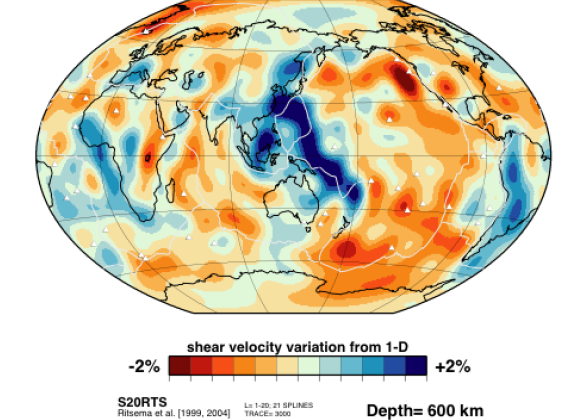 shear velocity variation from 1-D
-2% +2%
S20RTS
Ritsema et al. [1999, 2004]
L= 1-20; 21 SPLINES
TRACE= 3000
Depth= 600 km